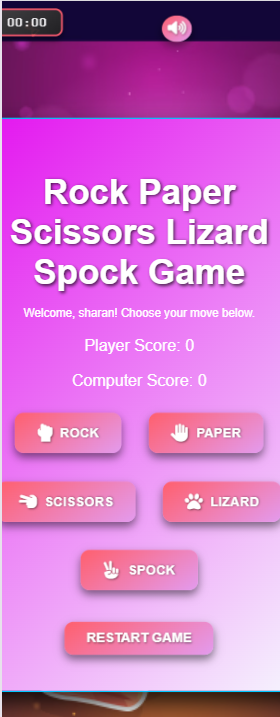 00:00
Rock Paper
Scissors Lizard
Spock Game
Welcome, sharan! Choose your move below.
Player Score: 0
Computer Score: 0
ROCK PAPER
SCISSORS LIZARD
SPOCK
RESTART GAME